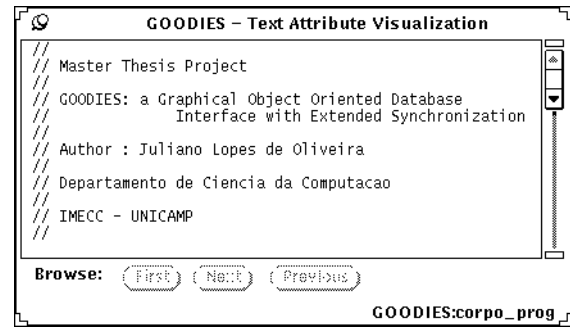 GOODIES – Text Attribute Visualization
//
// Master Thesis Project
//
// GOODIES: a Graphical Object Oriented Database
//          Interface with Extended Synchronization
//
// Author : Juliano Lopes de Oliveira
//
// Departamento de Ciencia da Computacao
//
// IMECC - UNICAMP
//
Browse: First Next Previous
GOODIES:corpo_prog